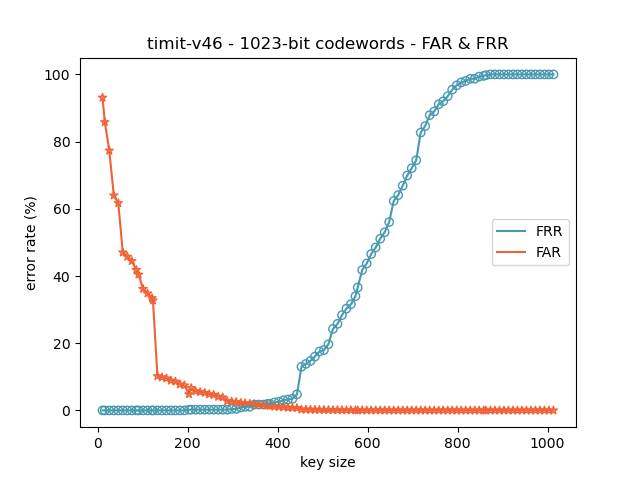 timit-v46 - 1023-bit codewords - FAR & FRR
error rate (%)
100
80
60
40
20
0
FRR
FAR
0 200 400 600 800 1000
key size